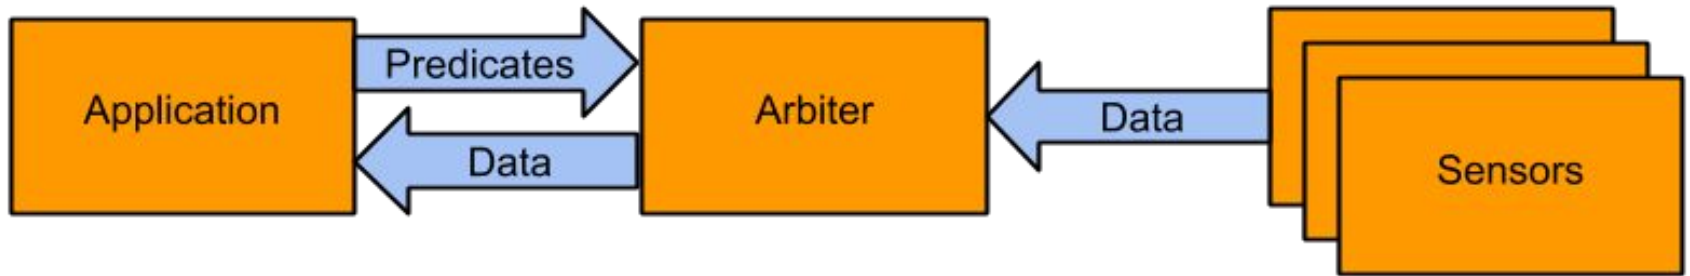 Application
Predicates
Data
Arbiter
Data
Sensors